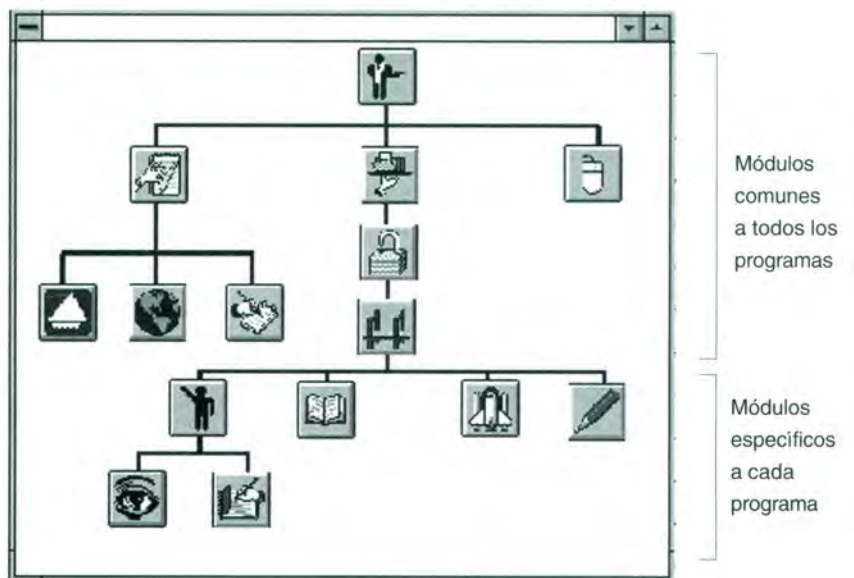 Módulos
comunes
a todos los
programas
Módulos
específicos
a cada
programa